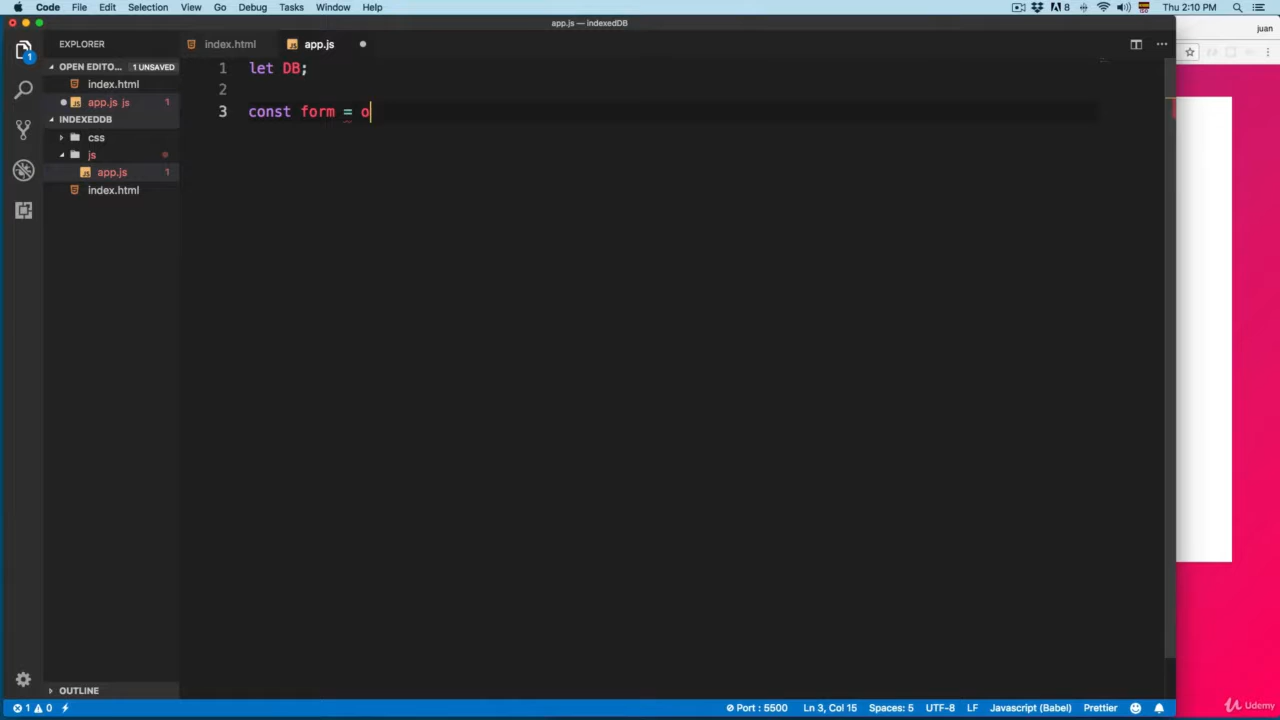 Code File Edit Selection View Go Debug Tasks Window Help
8 Thu 2:10 PM
app.js — indexedDB
juan
EXPLORER
index.html
app.js
OPEN EDITO... 1 UNSAVED
index.html
app.js js 1
INDEXEDDB
css
js
app.js 1
index.html
1 let DB;
2
3 const form = o
OUTLINE
1
1 0
Port : 5500
Ln 3, Col 15
Spaces: 5
UTF-8
LF
Javascript (Babel)
Prettier
Udemy